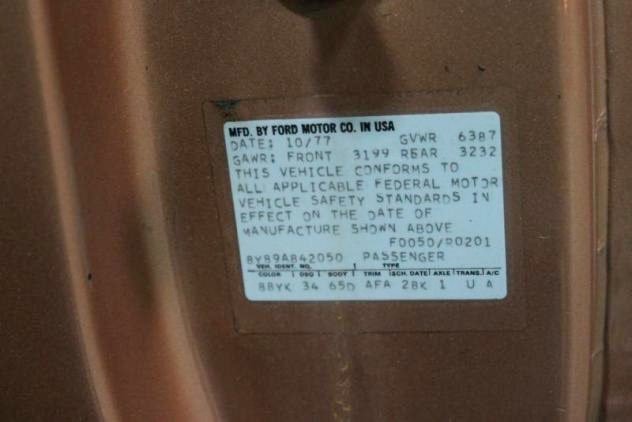 MFD. BY FORD MOTOR CO. IN USA
DATE: 10/77 GVWR 6387
GAWR: FRONT 3199 REAR 3232
THIS VEHICLE CONFORMS TO
ALL APPLICABLE FEDERAL MOTOR
VEHICLE SAFETY STANDARDS IN
EFFECT ON THE DATE OF
MANUFACTURE SHOWN ABOVE
F0050/R0201
8Y89A842050 PASSENGER
VEH. IDENT. NO. TYPE
COLOR DSO BODY TRIM SCH. DATE AXLE TRANS. A/C
8BYK 34 65D AFA 28K 1 U A